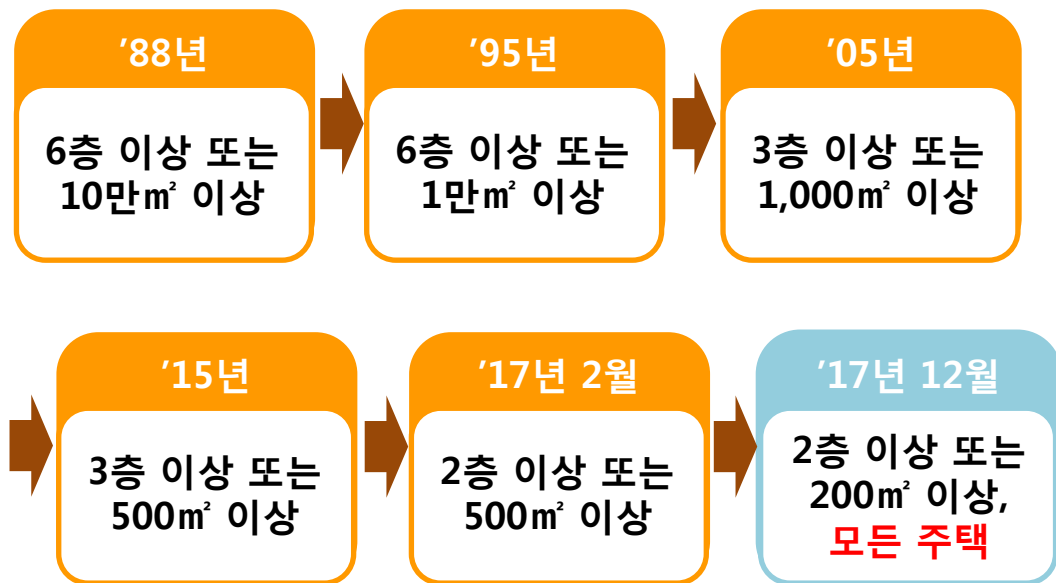 ’88년
6층 이상 또는
10만㎡ 이상
’95년
6층 이상 또는
1만㎡ 이상
’05년
3층 이상 또는
1,000㎡ 이상
’15년
3층 이상 또는
500㎡ 이상
’17년 2월
2층 이상 또는
500㎡ 이상
’17년 12월
2층 이상 또는
200㎡ 이상,
모든 주택